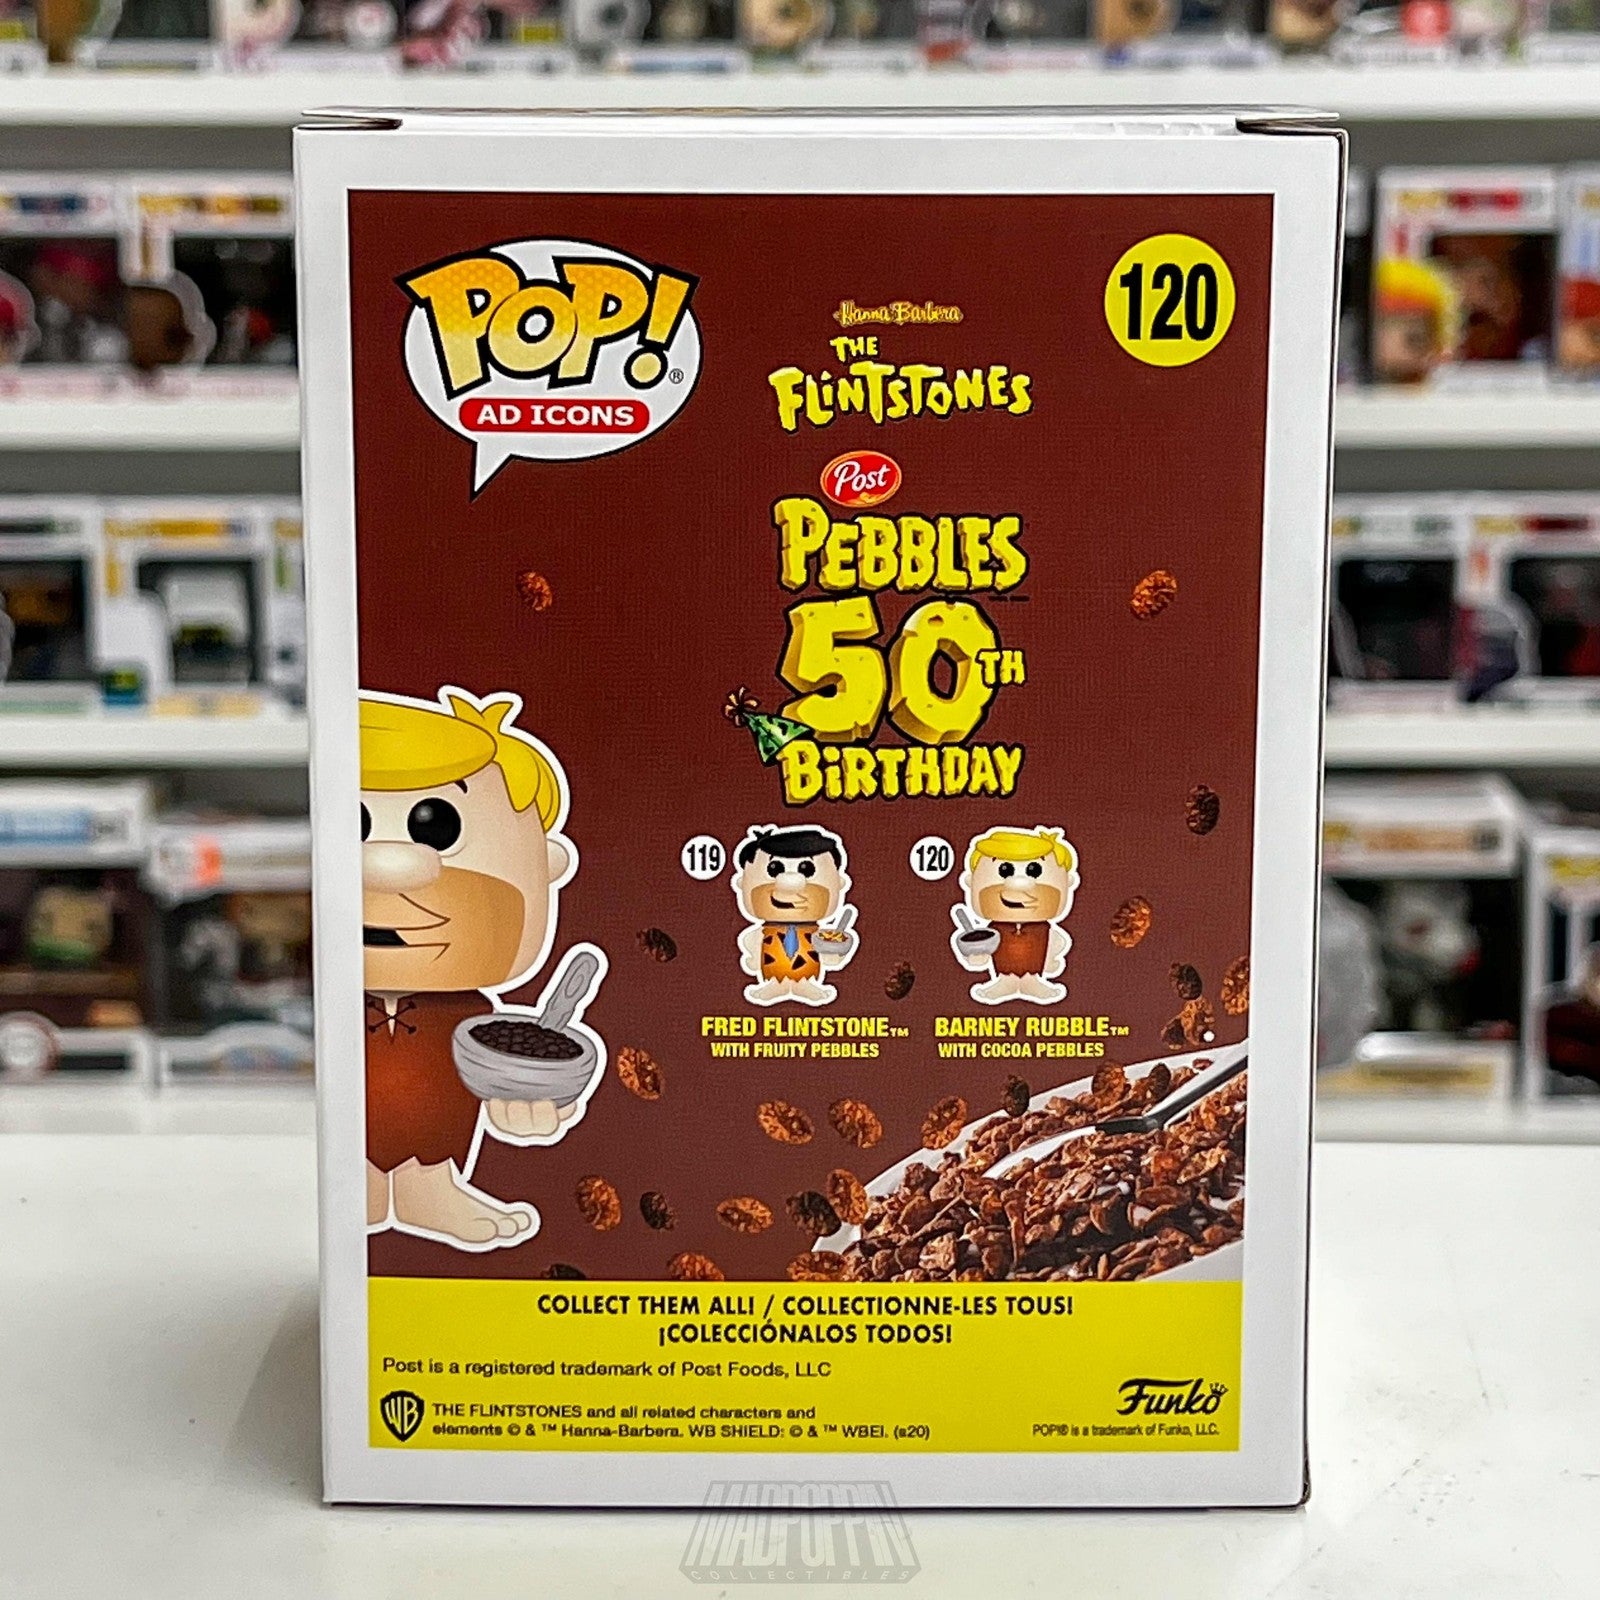 POP!®
AD ICONS
120
Hanna Barbera
THE
FLINTSTONES
Post
PEBBLES
50TH
BIRTHDAY
119
120
FRED FLINTSTONE™
WITH FRUITY PEBBLES
BARNEY RUBBLE™
WITH COCOA PEBBLES
COLLECT THEM ALL! / COLLECTIONNE-LES TOUS!
¡COLECCIÓNALOS TODOS!
Post is a registered trademark of Post Foods, LLC
WB
THE FLINTSTONES and all related characters and
elements © & ™ Hanna-Barbera. WB SHIELD: © & ™ WBEI. (s20)
Funko
POP!® is a trademark of Funko, LLC.
MADPOPPIN
COLLECTIBLES